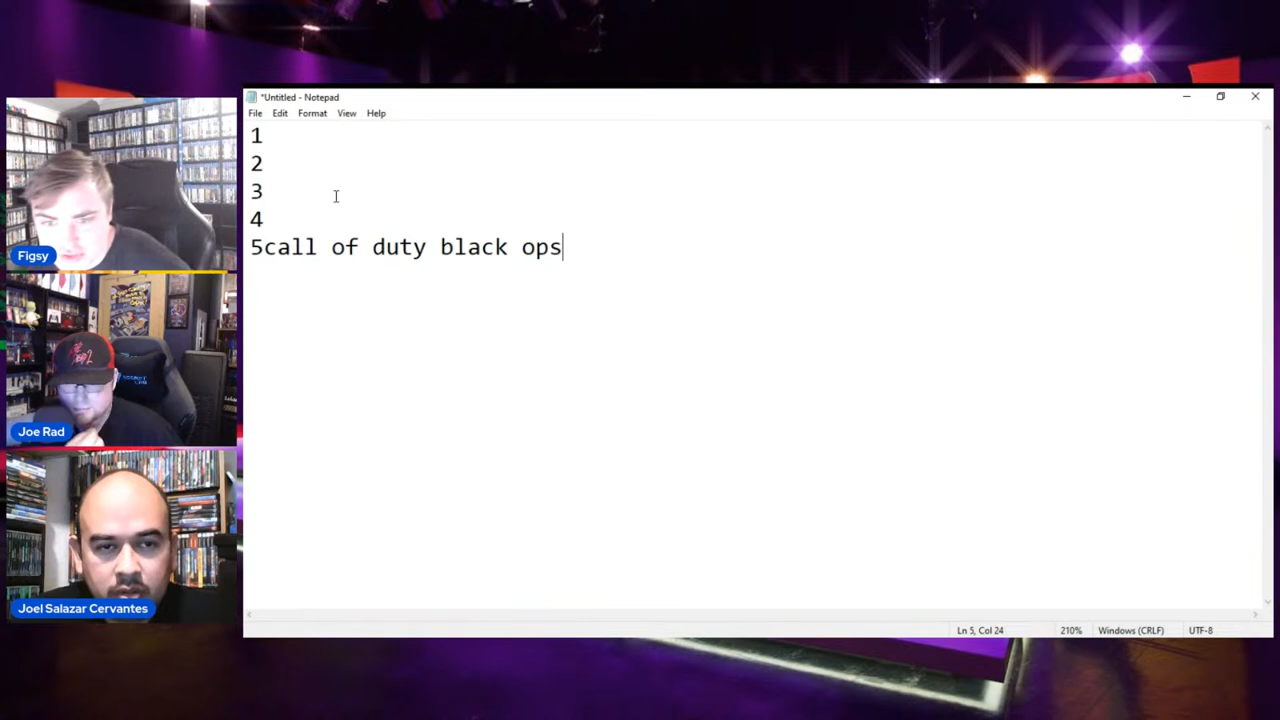 *Untitled - Notepad
File Edit Format View Help
1
2
3
4
5call of duty black ops
Ln 5, Col 24 210% Windows (CRLF) UTF-8
Figsy
Joe Rad
Joel Salazar Cervantes